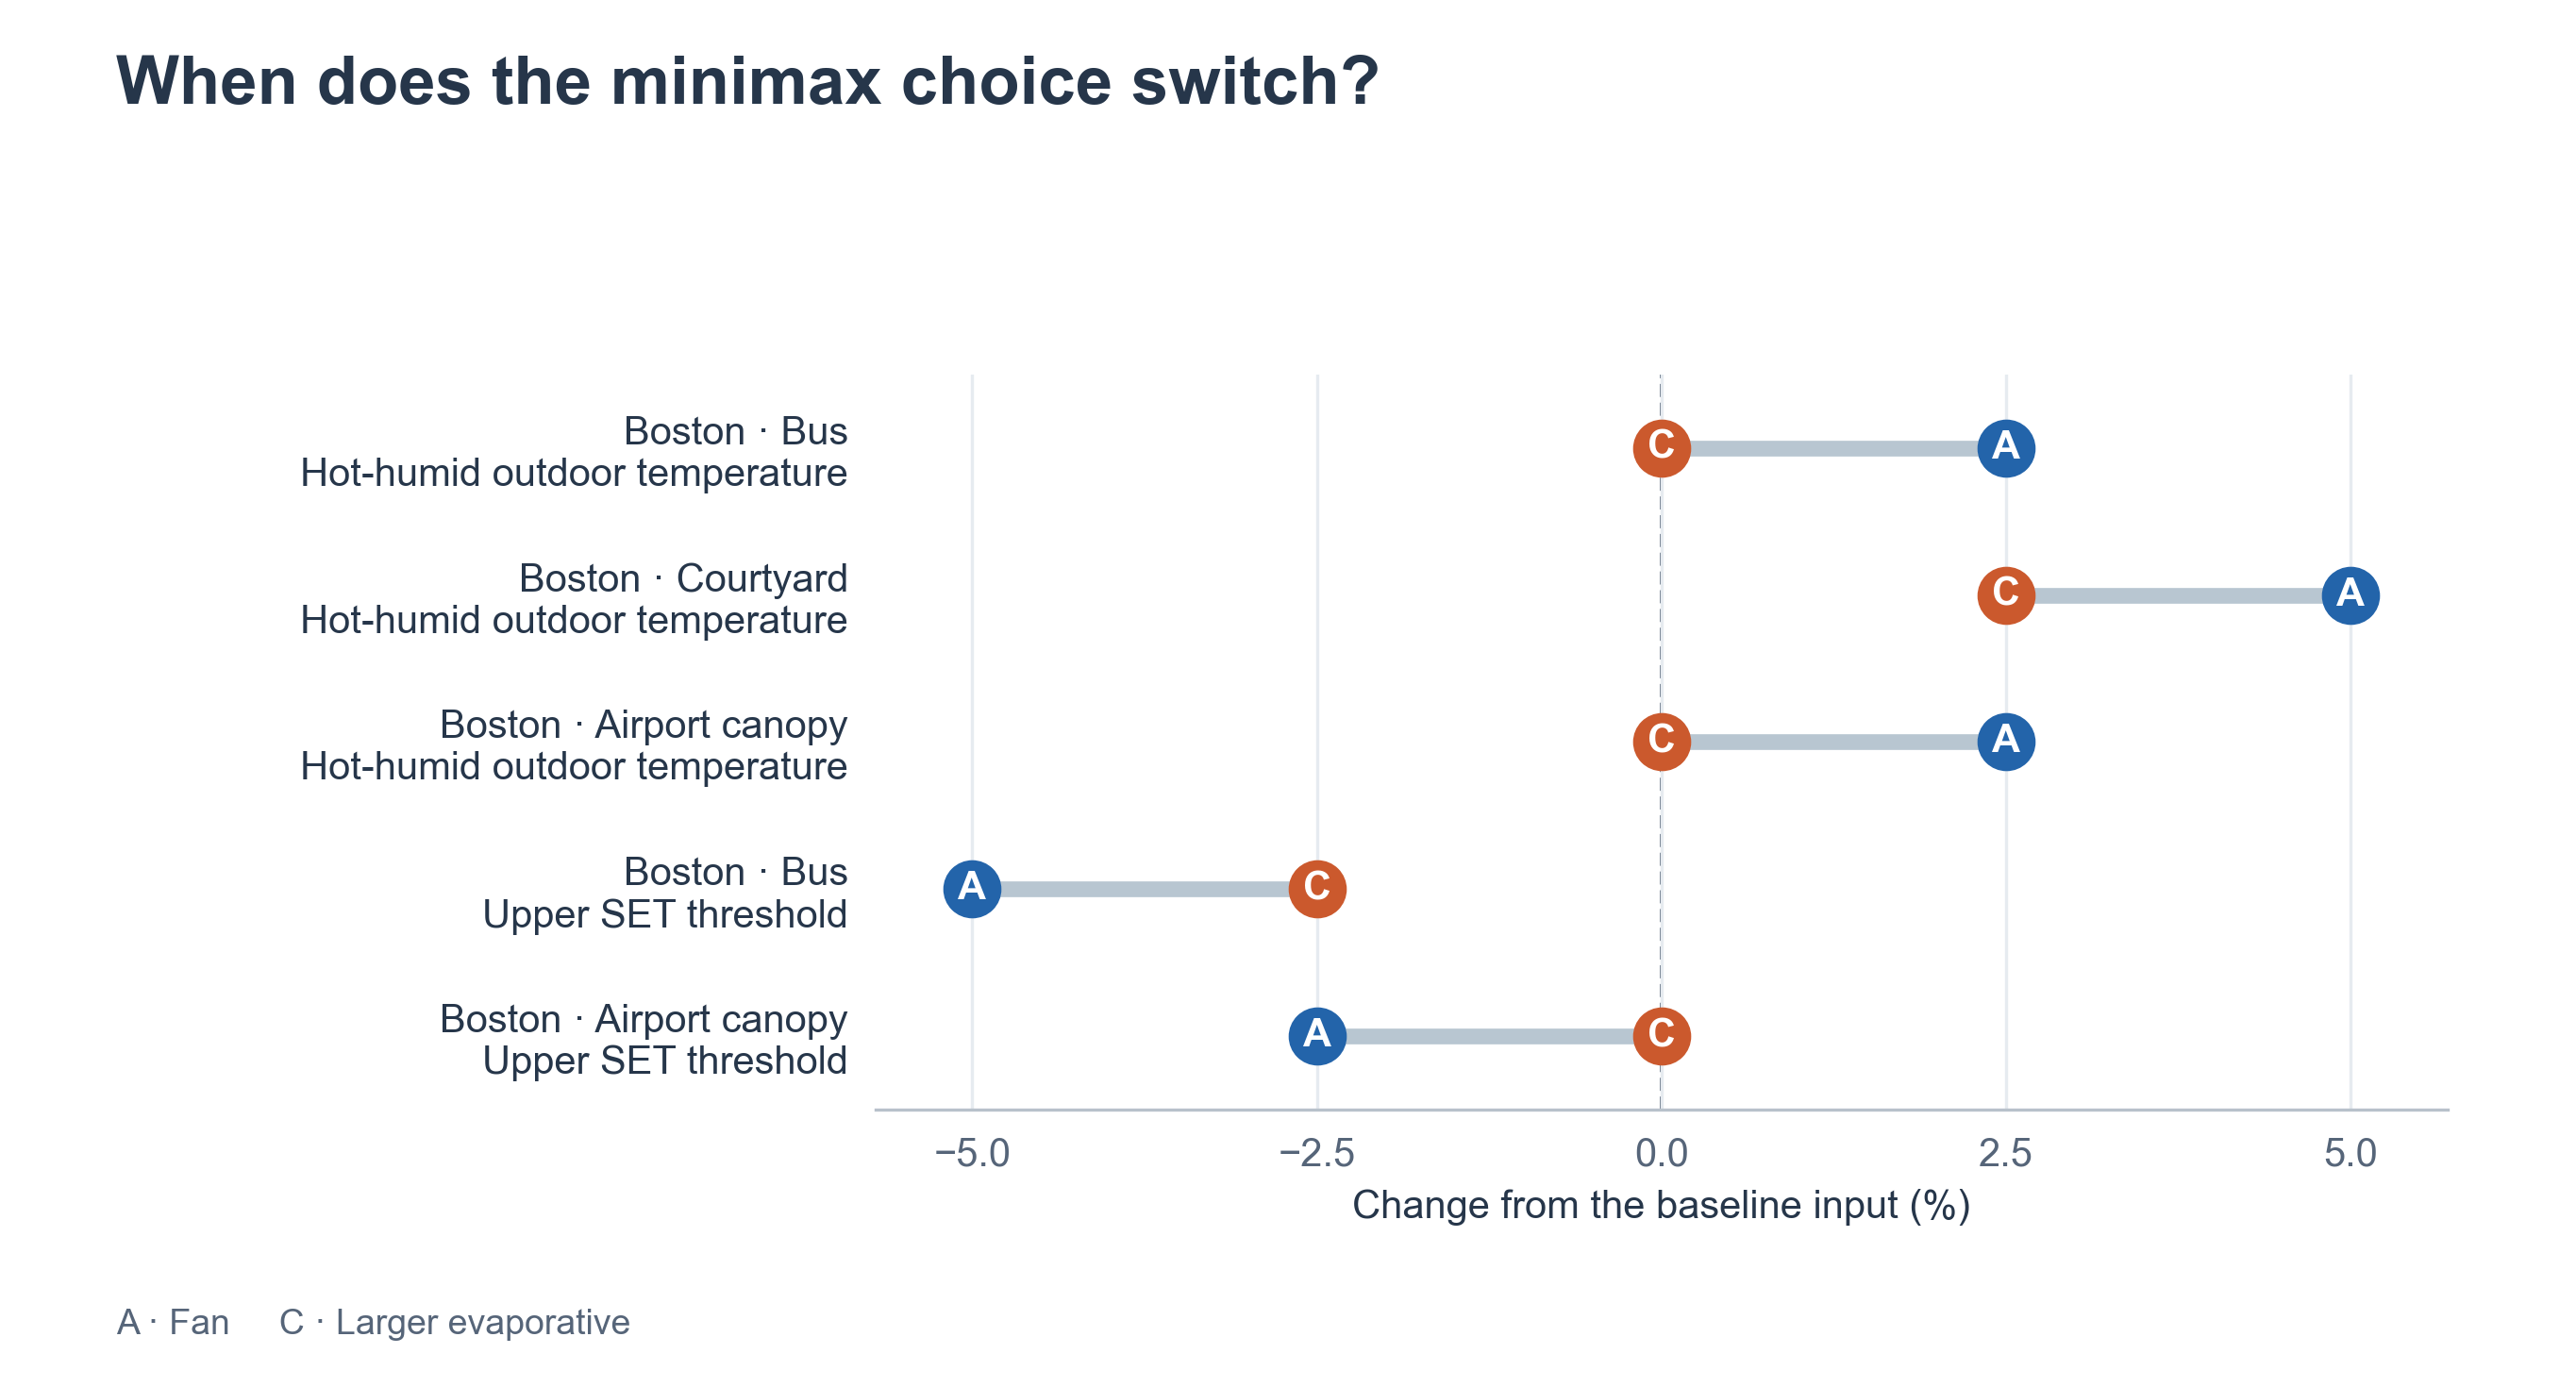 When does the minimax choice switch?
Boston · Bus
Hot-humid outdoor temperature
C A
Boston · Courtyard
Hot-humid outdoor temperature
C A
Boston · Airport canopy
Hot-humid outdoor temperature
C A
Boston · Bus
Upper SET threshold
A C
Boston · Airport canopy
Upper SET threshold
A C
−5.0 −2.5 0.0 2.5 5.0
Change from the baseline input (%)
A · Fan C · Larger evaporative